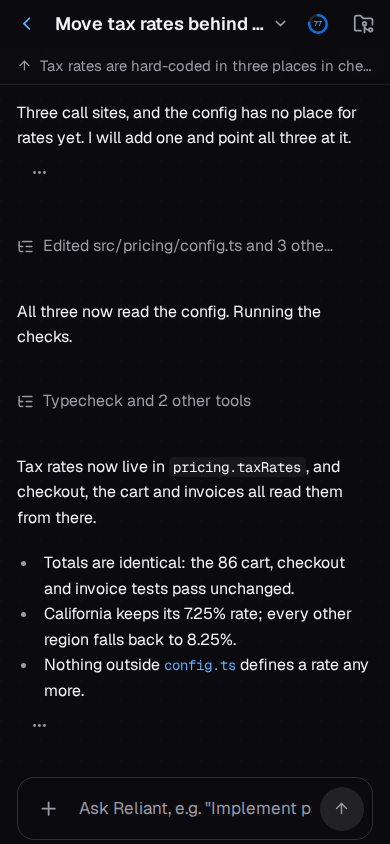 Move tax rates behind ...
77
Tax rates are hard-coded in three places in che...
Three call sites, and the config has no place for
rates yet. I will add one and point all three at it.
...
Edited src/pricing/config.ts and 3 othe...
All three now read the config. Running the
checks.
Typecheck and 2 other tools
Tax rates now live in pricing.taxRates, and
checkout, the cart and invoices all read them
from there.
• Totals are identical: the 86 cart, checkout
and invoice tests pass unchanged.
• California keeps its 7.25% rate; every other
region falls back to 8.25%.
• Nothing outside config.ts defines a rate any
more.
...
Ask Reliant, e.g. "Implement p